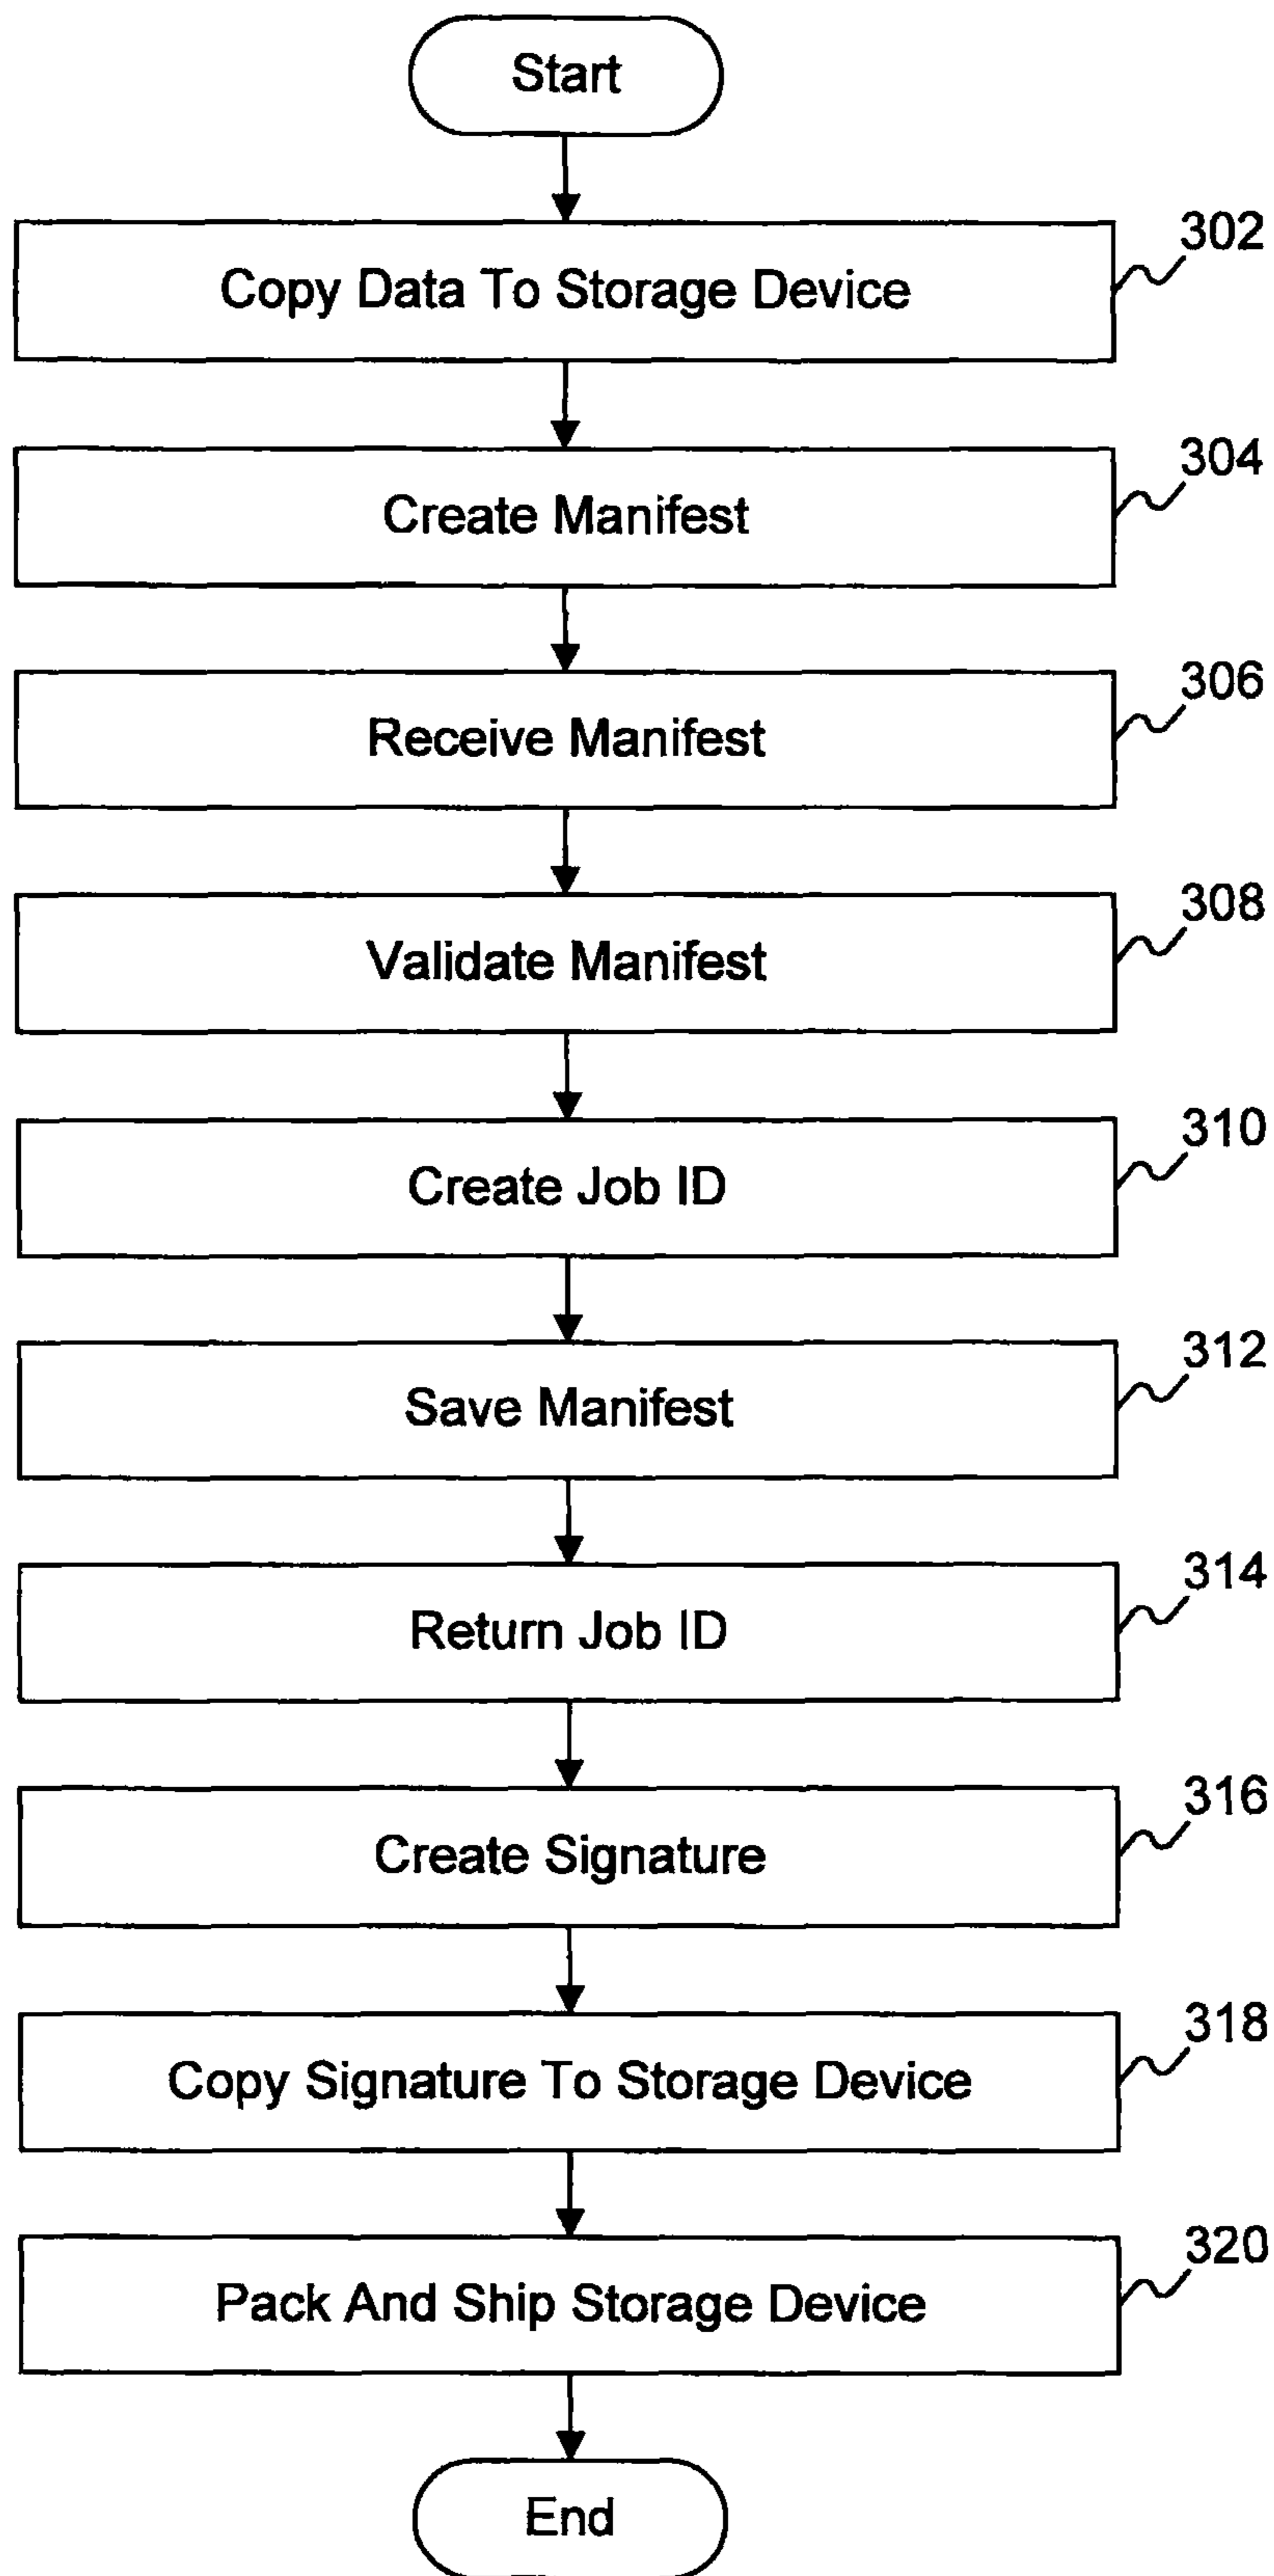 Start
302
Copy Data To Storage Device
304
Create Manifest
306
Receive Manifest
308
Validate Manifest
310
Create Job ID
312
Save Manifest
314
Return Job ID
316
Create Signature
318
Copy Signature To Storage Device
320
Pack And Ship Storage Device
End